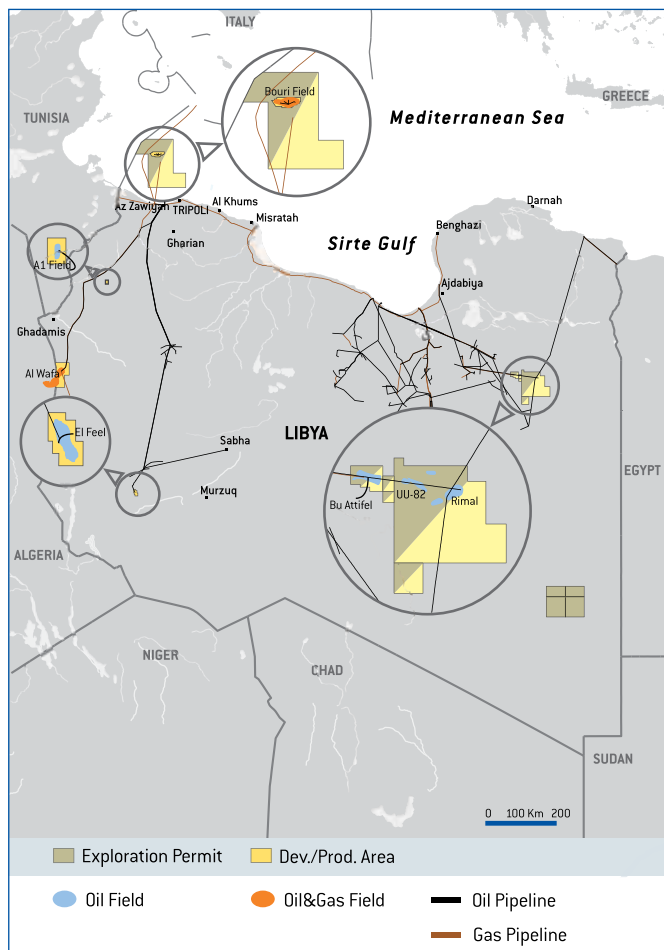 ITALY
GREECE
TUNISIA
Bouri Field
Mediterranean Sea
Az Zawiyah
TRIPOLI
Al Khums
Misratah
Darnah
Gharian
Sirte Gulf
Benghazi
A1 Field
Ajdabiya
Ghadamis
Al Wafa
El Feel
LIBYA
Sabha
Murzuq
EGYPT
Bu Attifel
UU-82
Rimal
ALGERIA
NIGER
CHAD
SUDAN
0 100 Km 200
Exploration Permit
Dev./Prod. Area
Oil Field
Oil&Gas Field
Oil Pipeline
Gas Pipeline